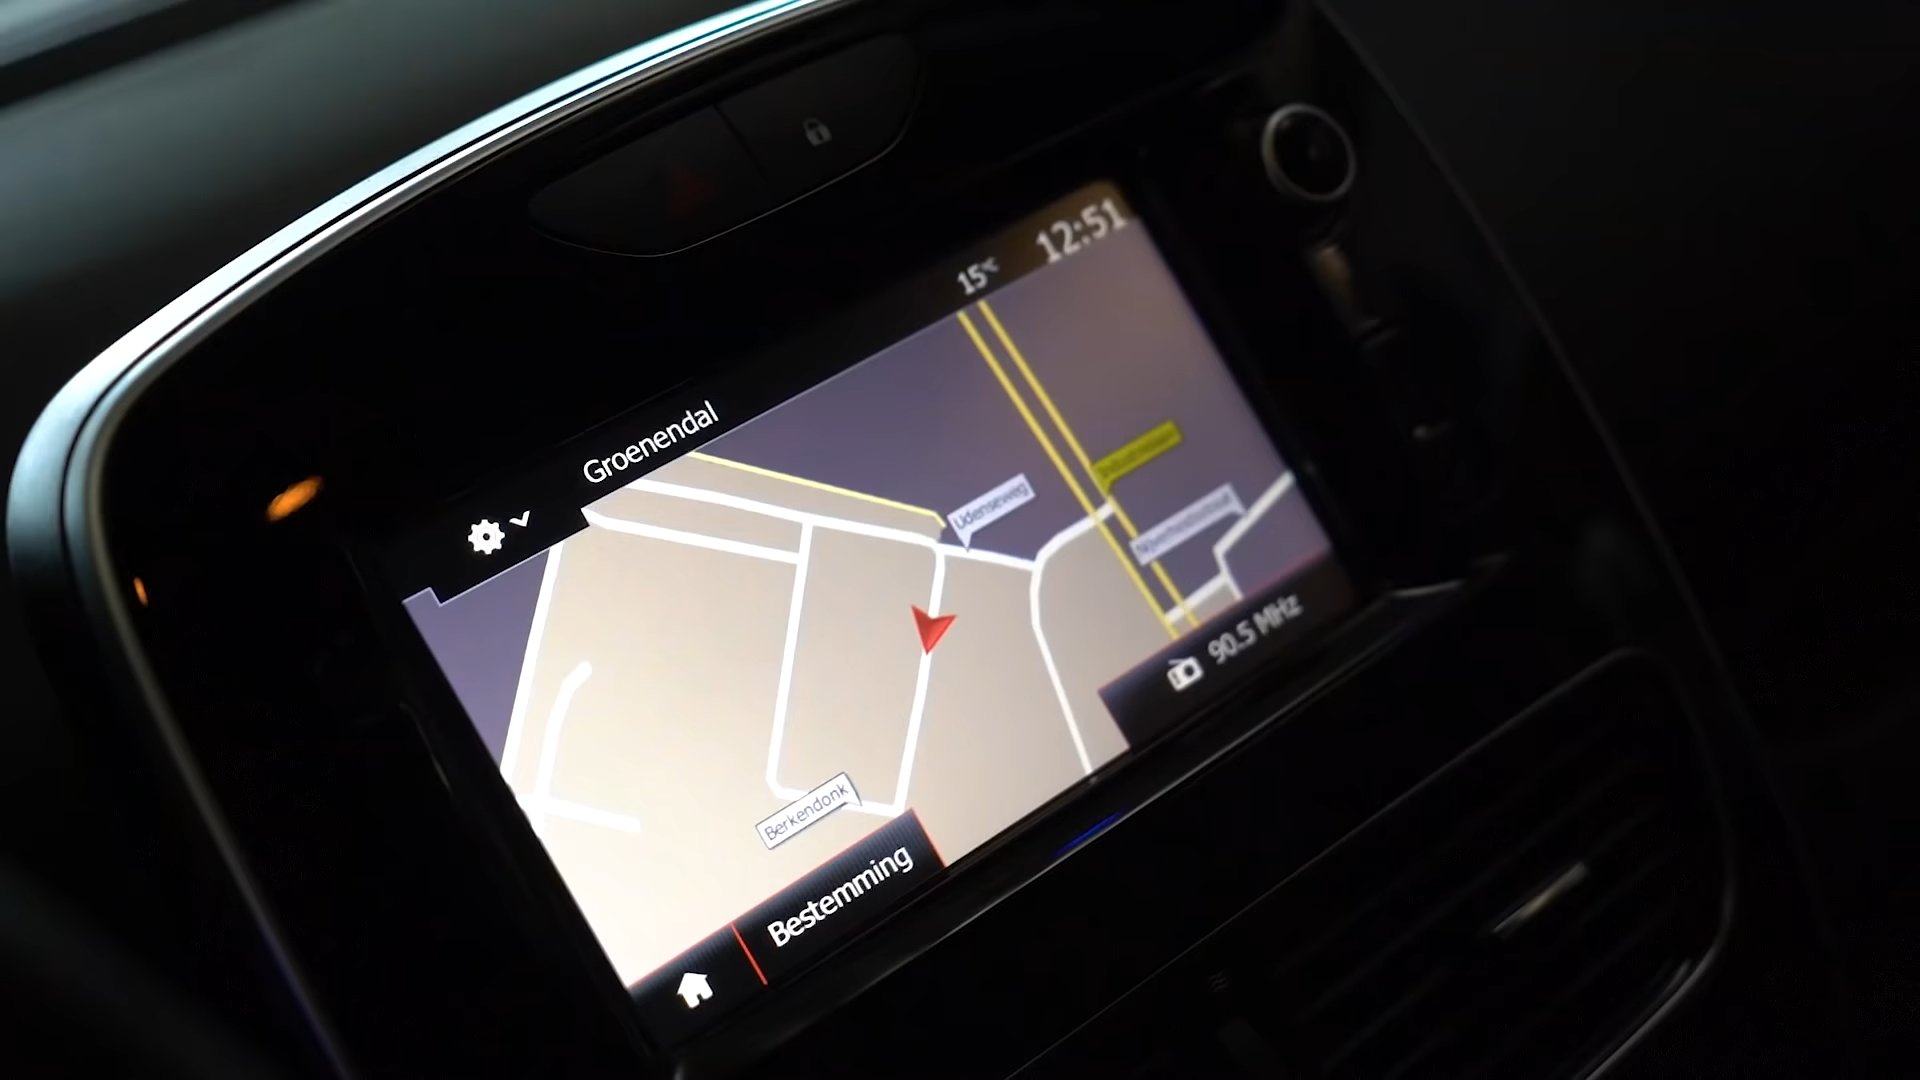 12:51
15°C
Groenendal
Udenseweg
Berkendonk
90.5 MHz
Bestemming